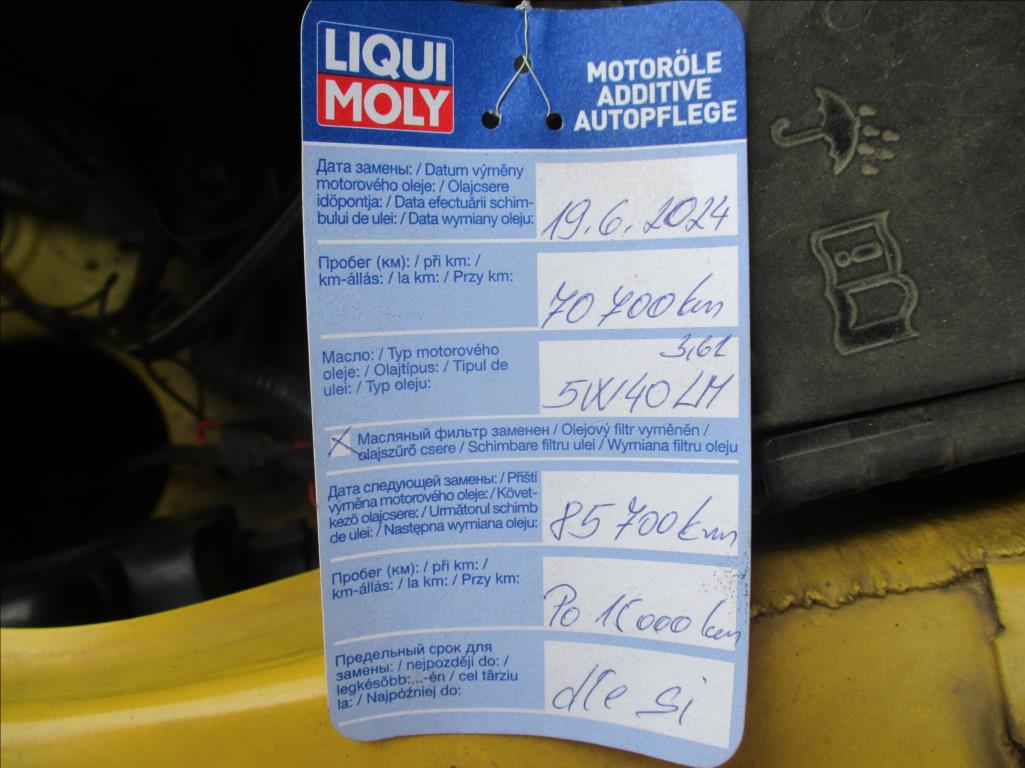 LIQUI
MOLY
MOTORÖLE
ADDITIVE
AUTOPFLEGE
Дата замены: / Datum výměny
motorového oleje: / Olajcsere
időpontja: / Data efectuării schim-
bului de ulei: / Data wymiany oleju:
19.6.2024
Пробег (км): / při km: /
km-állás: / la km: / Przy km:
70 700 km
Масло: / Typ motorového
oleje: / Olajtípus: / Tipul de
ulei: / Typ oleju:
3,6l
5W40 LM
X Масляный фильтр заменен / Olejový filtr vyměněn /
olajszűrő csere / Schimbare filtru ulei / Wymiana filtru oleju
Дата следующей замены: / Příští
výměna motorového oleje: / Követ-
kező olajcsere: / Următorul schimb
de ulei: / Następna wymiana oleju:
85 700 km
Пробег (км): / při km: /
km-állás: / la km: / Przy km:
Po 15000 km
Предельный срок для
замены: / nejpozději do: /
legkésőbb:...-én / cel târziu
la: / Najpóźniej do:
dle si